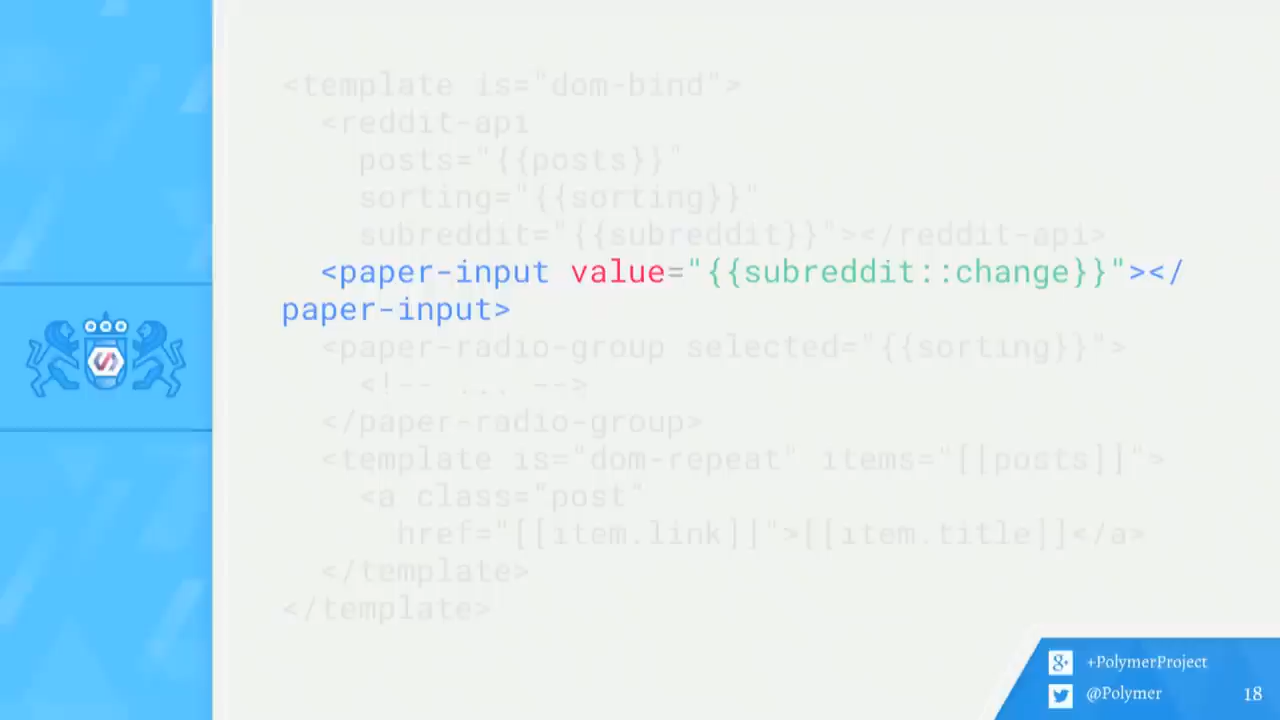 <template is="dom-bind">
<reddit-api
posts="{{posts}}"
sorting="{{sorting}}"
subreddit="{{subreddit}}"></reddit-api>
<paper-input value="{{subreddit::change}}"></
paper-input>
<paper-radio-group selected="{{sorting}}">
<!-- ... -->
</paper-radio-group>
<template is="dom-repeat" items="[[posts]]">
<a class="post"
href="[[item.link]]">[[item.title]]</a>
</template>
</template>
+PolymerProject
@Polymer
18